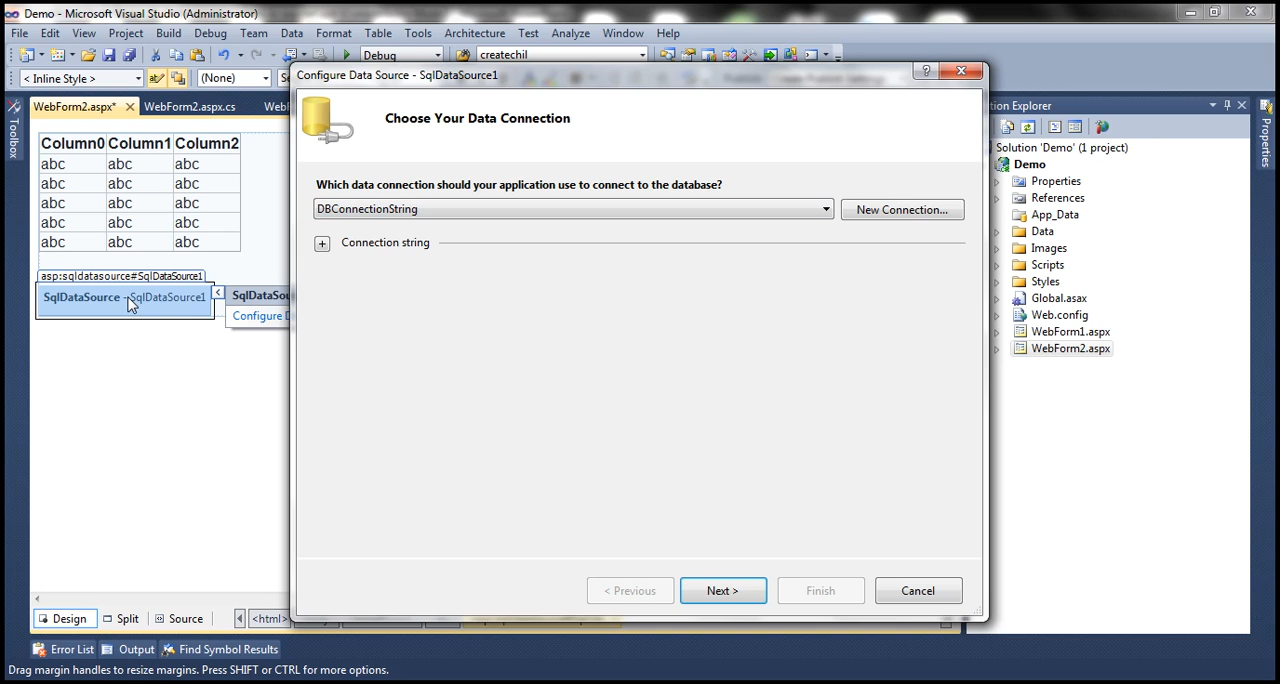 Demo - Microsoft Visual Studio (Administrator)
File Edit View Project Build Debug Team Data Format Table Tools Architecture Test Analyze Window Help
Debug createchil
< Inline Style > (None)
Configure Data Source - SqlDataSource1
WebForm2.aspx* WebForm2.aspx.cs
Toolbox
Column0 Column1 Column2
abc abc abc
abc abc abc
abc abc abc
abc abc abc
abc abc abc
asp:sqldatasource#SqlDataSource1
SqlDataSource - SqlDataSource1
Configure
Choose Your Data Connection
Which data connection should your application use to connect to the database?
DBConnectionString New Connection...
+ Connection string
< Previous Next > Finish Cancel
Explorer
Solution 'Demo' (1 project)
Demo
Properties
References
App_Data
Data
Images
Scripts
Styles
Global.asax
Web.config
WebForm1.aspx
WebForm2.aspx
Properties
Design Split Source <html>
Error List Output Find Symbol Results
Drag margin handles to resize margins. Press SHIFT or CTRL for more options.